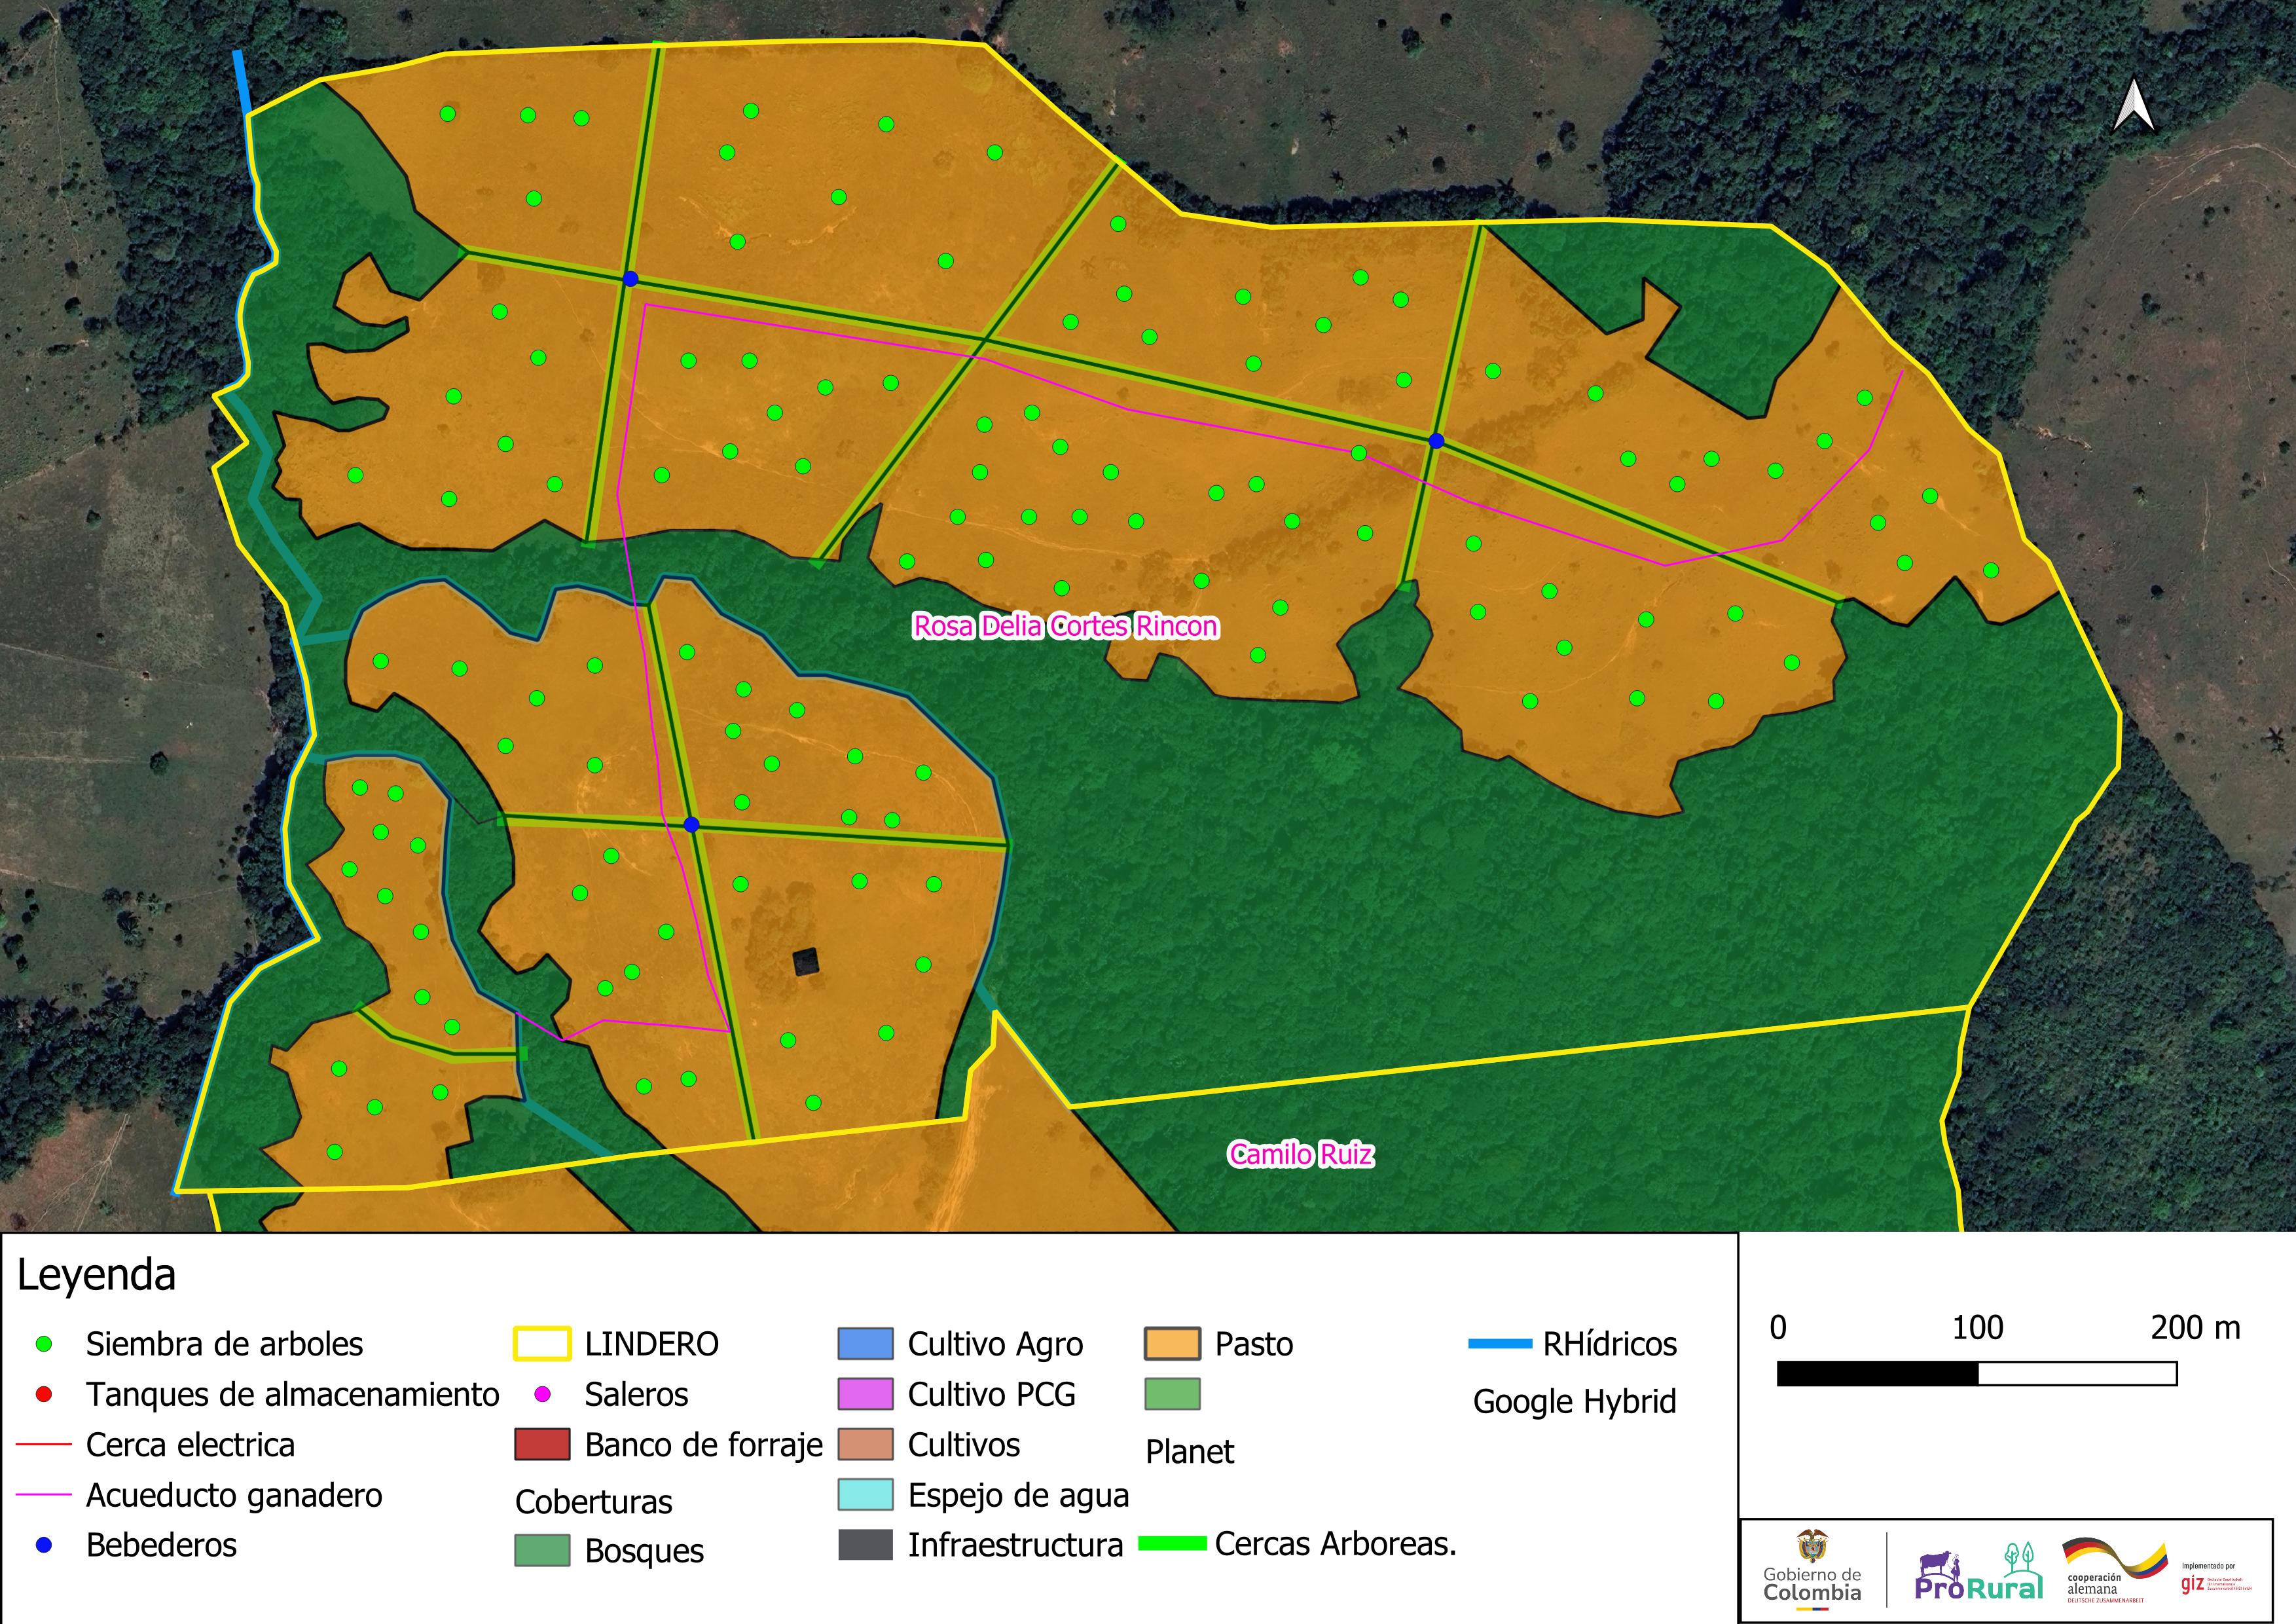 Rosa Delia Cortes Rincon
Camilo Ruiz
Leyenda
Siembra de arboles
Tanques de almacenamiento
Cerca electrica
Acueducto ganadero
Bebederos
LINDERO
Saleros
Banco de forraje
Coberturas
Bosques
Cultivo Agro
Cultivo PCG
Cultivos
Espejo de agua
Infraestructura
Pasto
Planet
Cercas Arboreas.
RHídricos
Google Hybrid
0 100 200 m
Gobierno de
Colombia
ProRural
cooperación
alemana
DEUTSCHE ZUSAMMENARBEIT
Implementado por
giz